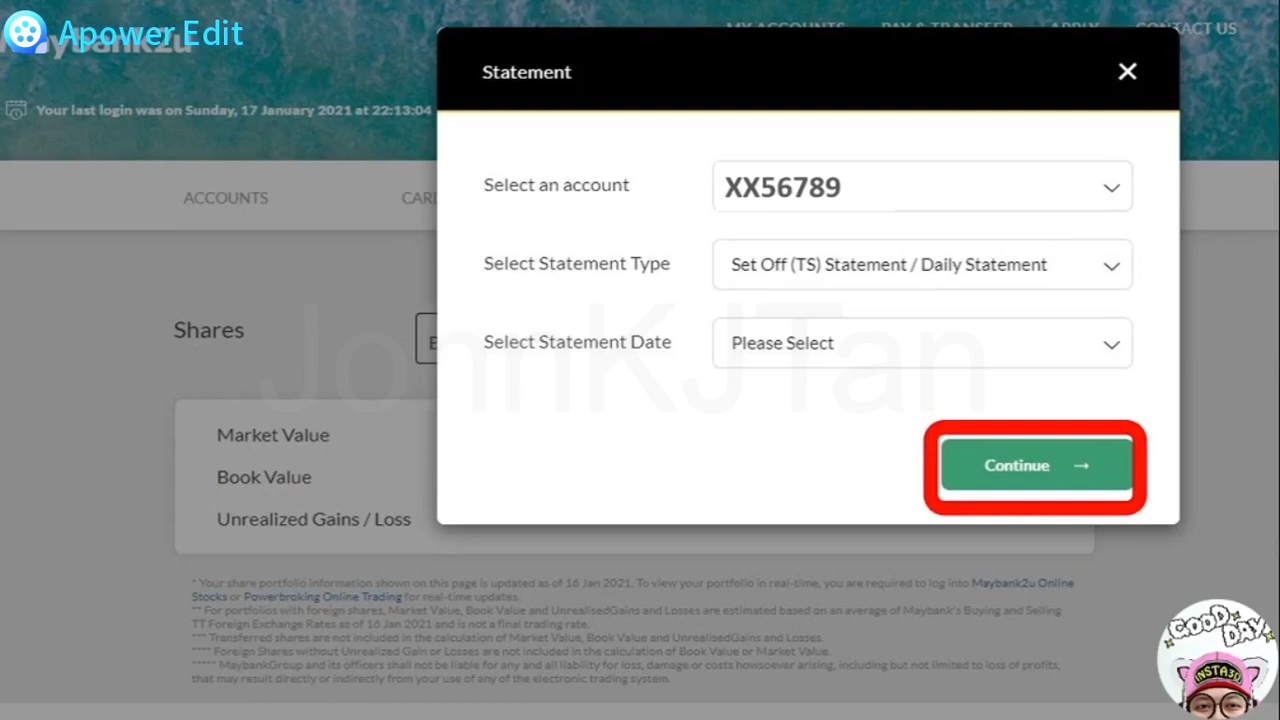 Apower Edit
Maybank2u
MY ACCOUNTS PAY & TRANSFER APPLY CONTACT US
Statement
Your last login was on Sunday, 17 January 2021 at 22:13:04
Select an account XX56789
ACCOUNTS
Select Statement Type Set Off (TS) Statement / Daily Statement
Shares
Select Statement Date Please Select
JohnKJTan
Market Value
Continue →
Book Value
Unrealized Gains / Loss
* Your share portfolio information shown on this page is updated as of 16 Jan 2021. To view your portfolio in real-time, you are required to log into Maybank2u Online
Stocks or Powerbroking Online Trading for real-time updates.
** For portfolios with foreign shares, Market Value, Book Value and UnrealisedGains and Losses are estimated based on an average of Maybank's Buying and Selling
TT Foreign Exchange Rates as of 16 Jan 2021 and is not a final trading rate.
*** Transferred shares are not included in the calculation of Market Value, Book Value and UnrealisedGains and Losses.
**** Foreign Shares without Unrealized Gain or Losses are not included in the calculation of Book Value or Market Value.
***** MaybankGroup and its officers shall not be liable for any and all liability for loss, damage or costs howsoever arising, including but not limited to loss of profits,
that may result directly or indirectly from your use of any of the electronic trading system.
GOOD
DAY
INSTA3U